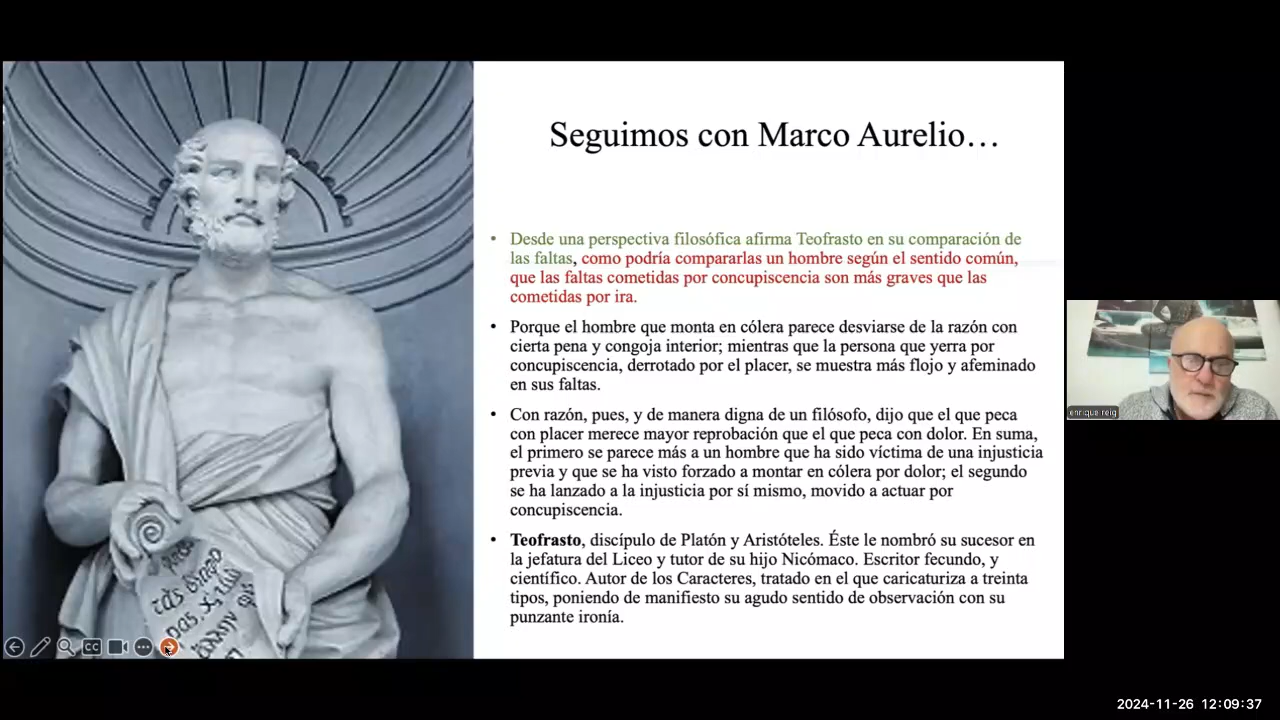 Seguimos con Marco Aurelio…
• Desde una perspectiva filosófica afirma Teofrasto en su comparación de
las faltas, como podría compararlas un hombre según el sentido común,
que las faltas cometidas por concupiscencia son más graves que las
cometidas por ira.
• Porque el hombre que monta en cólera parece desviarse de la razón con
cierta pena y congoja interior; mientras que la persona que yerra por
concupiscencia, derrotado por el placer, se muestra más flojo y afeminado
en sus faltas.
• Con razón, pues, y de manera digna de un filósofo, dijo que el que peca
con placer merece mayor reprobación que el que peca con dolor. En suma,
el primero se parece más a un hombre que ha sido víctima de una injusticia
previa y que se ha visto forzado a montar en cólera por dolor; el segundo
se ha lanzado a la injusticia por sí mismo, movido a actuar por
concupiscencia.
• Teofrasto, discípulo de Platón y Aristóteles. Éste le nombró su sucesor en
la jefatura del Liceo y tutor de su hijo Nicómaco. Escritor fecundo, y
científico. Autor de los Caracteres, tratado en el que caricaturiza a treinta
tipos, poniendo de manifiesto su agudo sentido de observación con su
punzante ironía.
CC
enrique reig
2024-11-26 12:09:37